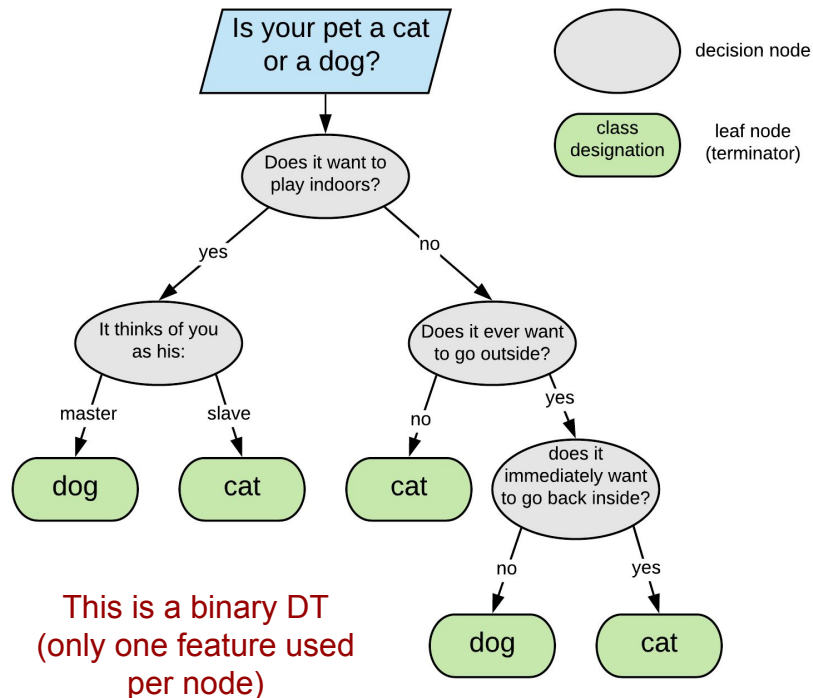 Is your pet a cat
or a dog?
decision node
class
designation
leaf node
(terminator)
Does it want to
play indoors?
yes
no
It thinks of you
as his:
Does it ever want
to go outside?
master
slave
no
yes
dog
cat
cat
does it
immediately want
to go back inside?
no
yes
dog
cat
This is a binary DT
(only one feature used
per node)